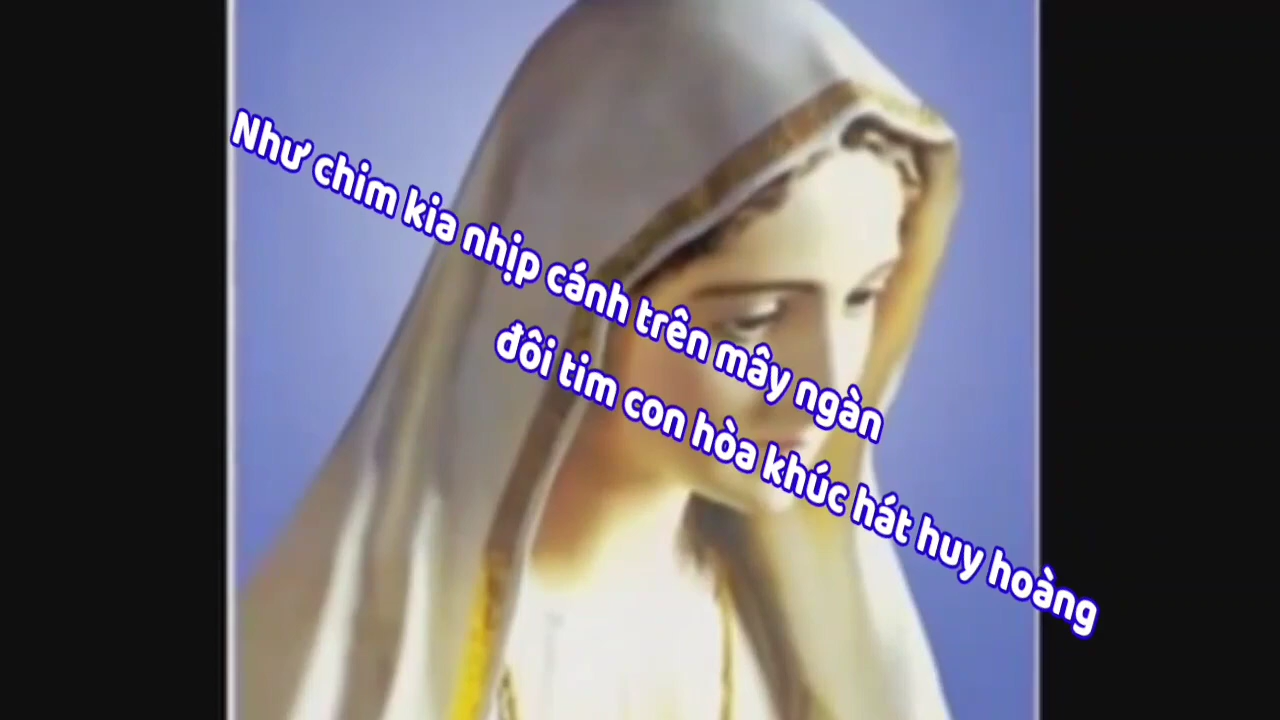 Như chim kia nhịp cánh trên mây ngàn
đôi tim con hòa khúc hát huy hoàng